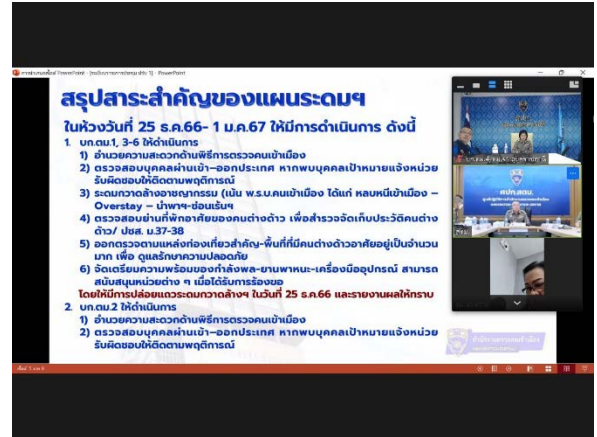 สรุปสาระสำคัญของแผนระดมฯ
ในห้วงวันที่ 25 ธ.ค.66- 1 ม.ค.67 ให้มีการดำเนินการ ดังนี้
1. บก.ตม.1, 3-6 ให้ดำเนินการ
1) อำนวยความสะดวกด้านพิธีการตรวจคนเข้าเมือง
2) ตรวจสอบบุคคลผ่านเข้า–ออกประเทศ หากพบบุคคลเป้าหมายแจ้งหน่วย
รับผิดชอบให้ติดตามพฤติการณ์
3) ระดมกวาดล้างอาชญากรรม (เน้น พ.ร.บ.คนเข้าเมือง ได้แก่ หลบหนีเข้าเมือง –
Overstay – นำพาฯ-ซ่อนเร้นฯ
4) ตรวจสอบย่านที่พักอาศัยของคนต่างด้าว เพื่อสำรวจจัดเก็บประวัติคนต่าง
ด้าว/ ปชส. ม.37-38
5) ออกตรวจตามแหล่งท่องเที่ยวสำคัญ-พื้นที่ที่มีคนต่างด้าวอาศัยอยู่เป็นจำนวน
มาก เพื่อ ดูแลรักษาความปลอดภัย
6) จัดเตรียมความพร้อมของกำลังพล-ยานพาหนะ-เครื่องมืออุปกรณ์ สามารถ
สนับสนุนหน่วยต่าง ๆ เมื่อได้รับการร้องขอ
โดยให้มีการปล่อยแถวระดมกวาดล้างฯ ในวันที่ 25 ธ.ค.66 และรายงานผลให้ทราบ
2. บก.ตม.2 ให้ดำเนินการ
1) อำนวยความสะดวกด้านพิธีการตรวจคนเข้าเมือง
2) ตรวจสอบบุคคลผ่านเข้า–ออกประเทศ หากพบบุคคลเป้าหมายแจ้งหน่วย
รับผิดชอบให้ติดตามพฤติการณ์
ศปก.สตม.
สำนักงานตรวจคนเข้าเมือง